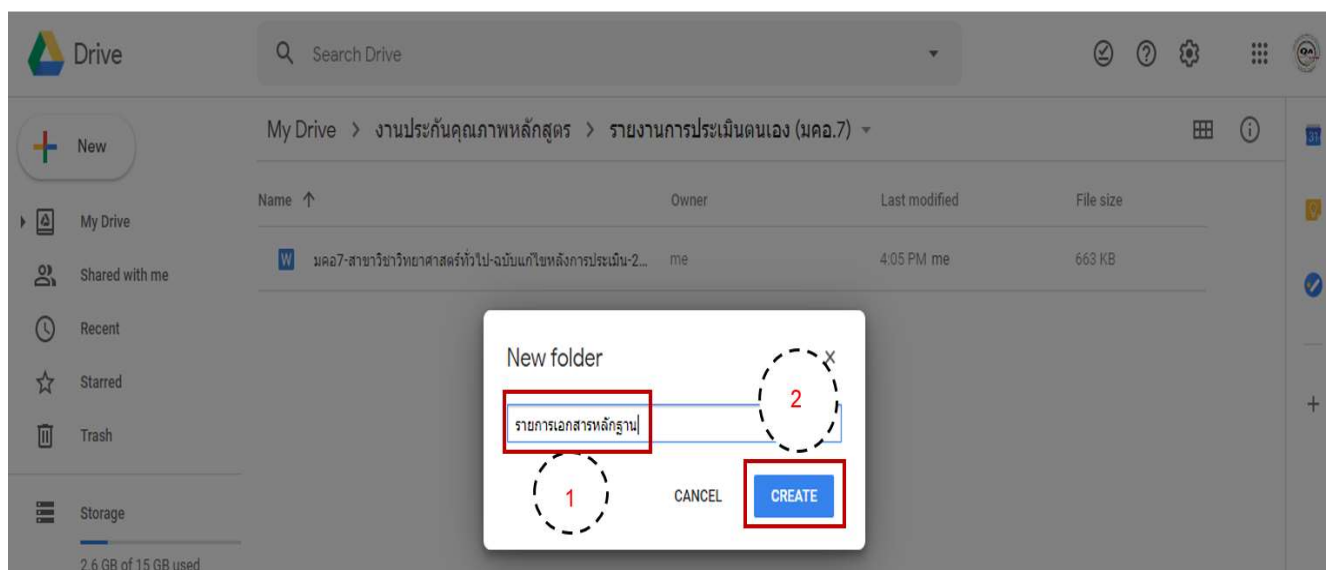 Drive
Search Drive
New
My Drive > งานประกันคุณภาพหลักสูตร > รายงานการประเมินตนเอง (มคอ.7)
Name ↑ Owner Last modified File size
W มคอ7-สาขาวิชาวิทยาศาสตร์ทั่วไป-ฉบับแก้ไขหลังการประเมิน-2... me 4:05 PM me 663 KB
My Drive
Shared with me
Recent
Starred
Trash
Storage
2.6 GB of 15 GB used
New folder
รายการเอกสารหลักฐาน
2
1
CANCEL CREATE
31